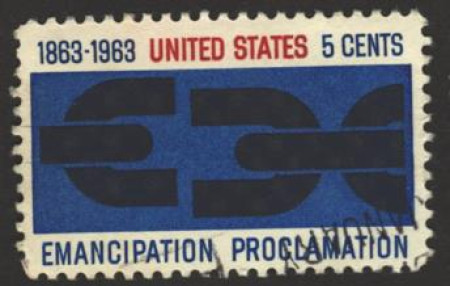 1863-1963 UNITED STATES 5 CENTS
EMANCIPATION PROCLAMATION